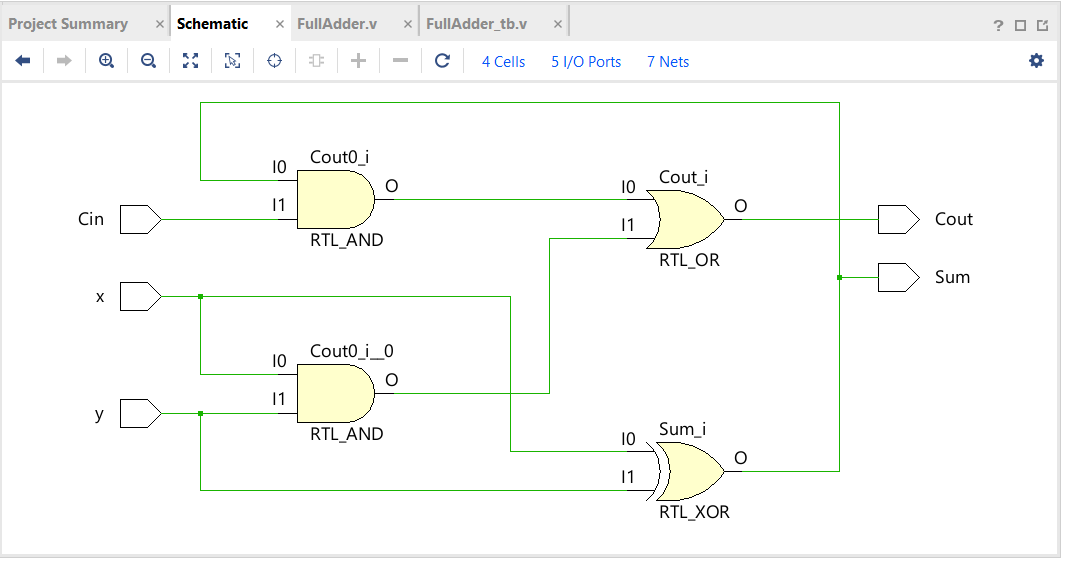 Project Summary × Schematic × FullAdder.v × FullAdder_tb.v × ?
4 Cells 5 I/O Ports 7 Nets
Cout0_i
I0
O
I1
RTL_AND
Cin
Cout_i
I0
O
I1
RTL_OR
Cout
Sum
x
Cout0_i__0
I0
O
I1
RTL_AND
y
Sum_i
I0
O
I1
RTL_XOR